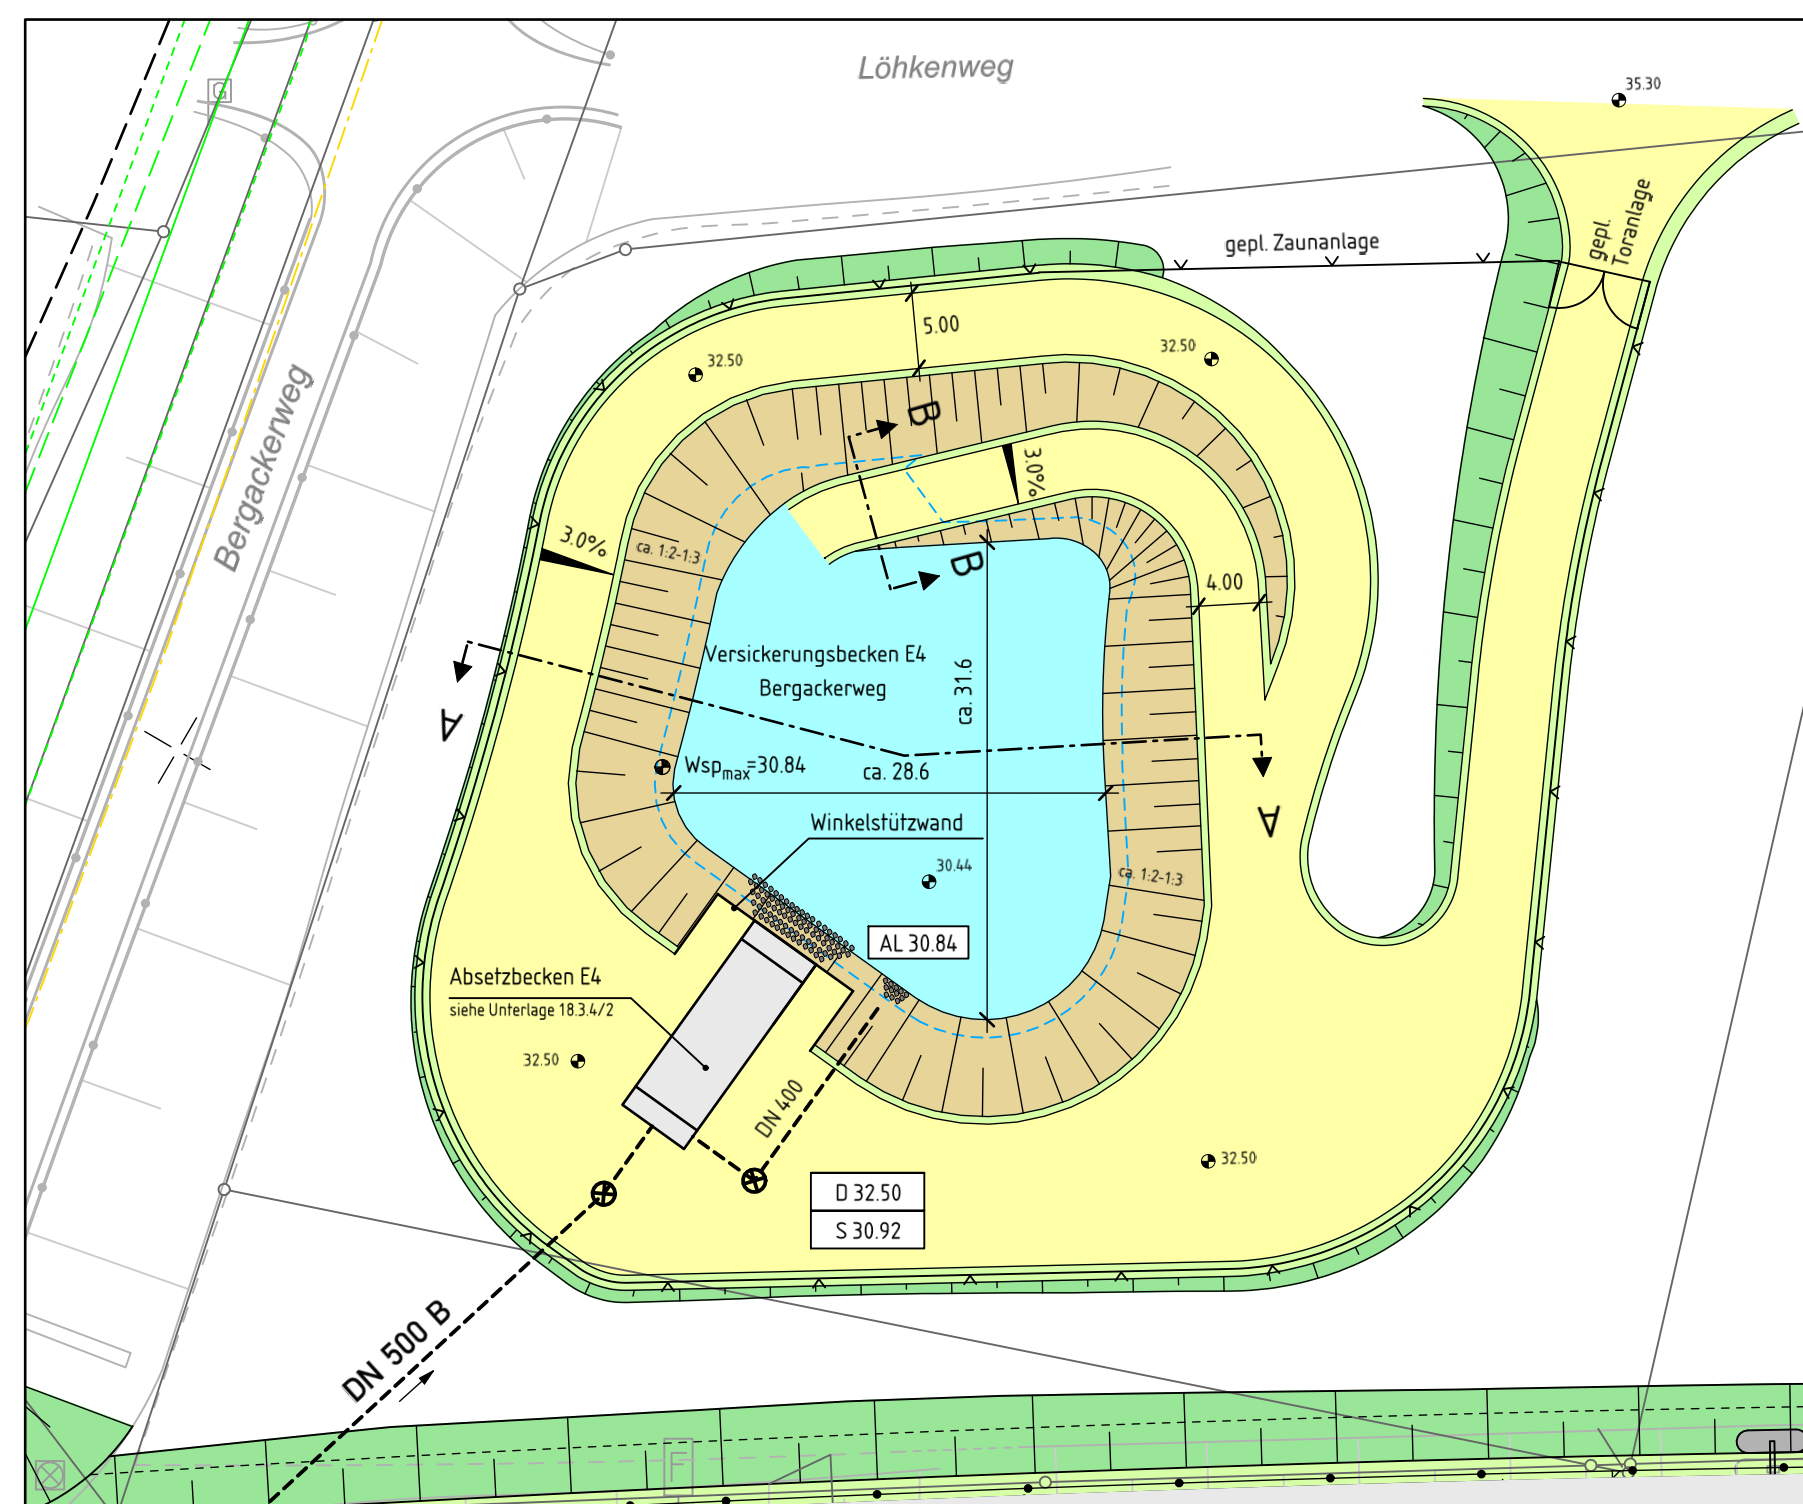 Löhkenweg
35.30
G
gepl. Zaunanlage
gepl.
Toranlage
5.00
32.50
32.50
B
3.0%
3.0%
ca. 1:2-1:3
B
4.00
Bergackerweg
Versickerungsbecken E4
Bergackerweg
ca. 31.6
A
Wspmax=30.84
ca. 28.6
A
Winkelstützwand
30.44
ca. 1:2-1:3
AL 30.84
Absetzbecken E4
siehe Unterlage 18.3.4/2
32.50
DN 400
32.50
D 32.50
S 30.92
DN 500 B
F